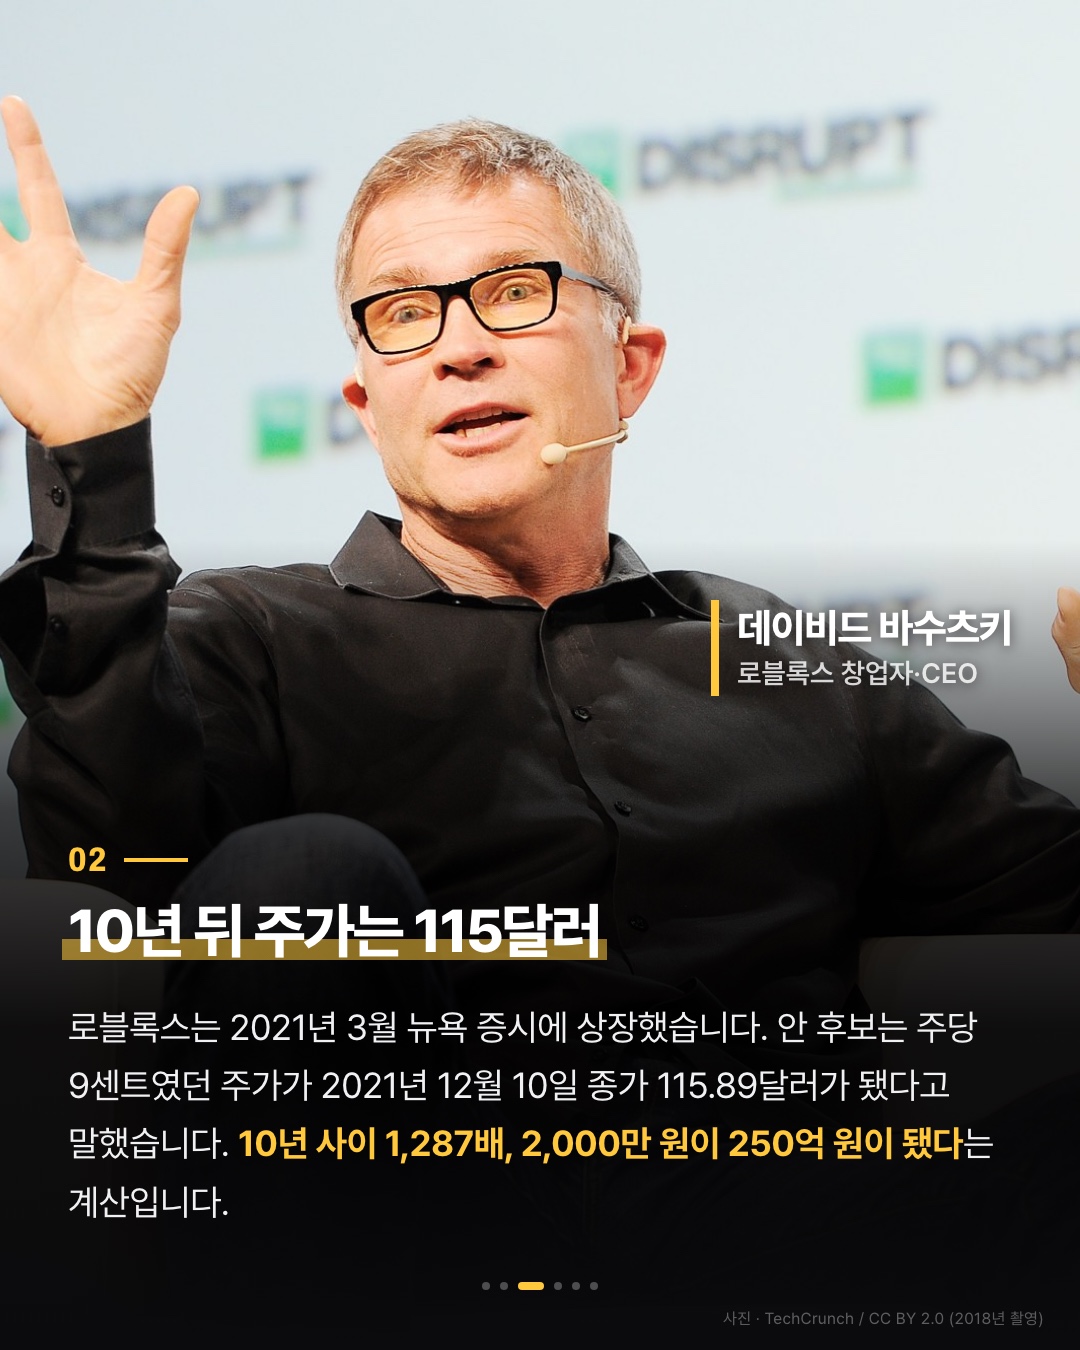 DISRUPT
DISRUPT
DISR
D
데이비드 바수츠키
로블록스 창업자·CEO
02
10년 뒤 주가는 115달러
로블록스는 2021년 3월 뉴욕 증시에 상장했습니다. 안 후보는 주당
9센트였던 주가가 2021년 12월 10일 종가 115.89달러가 됐다고
말했습니다. 10년 사이 1,287배, 2,000만 원이 250억 원이 됐다는
계산입니다.
사진 · TechCrunch / CC BY 2.0 (2018년 촬영)